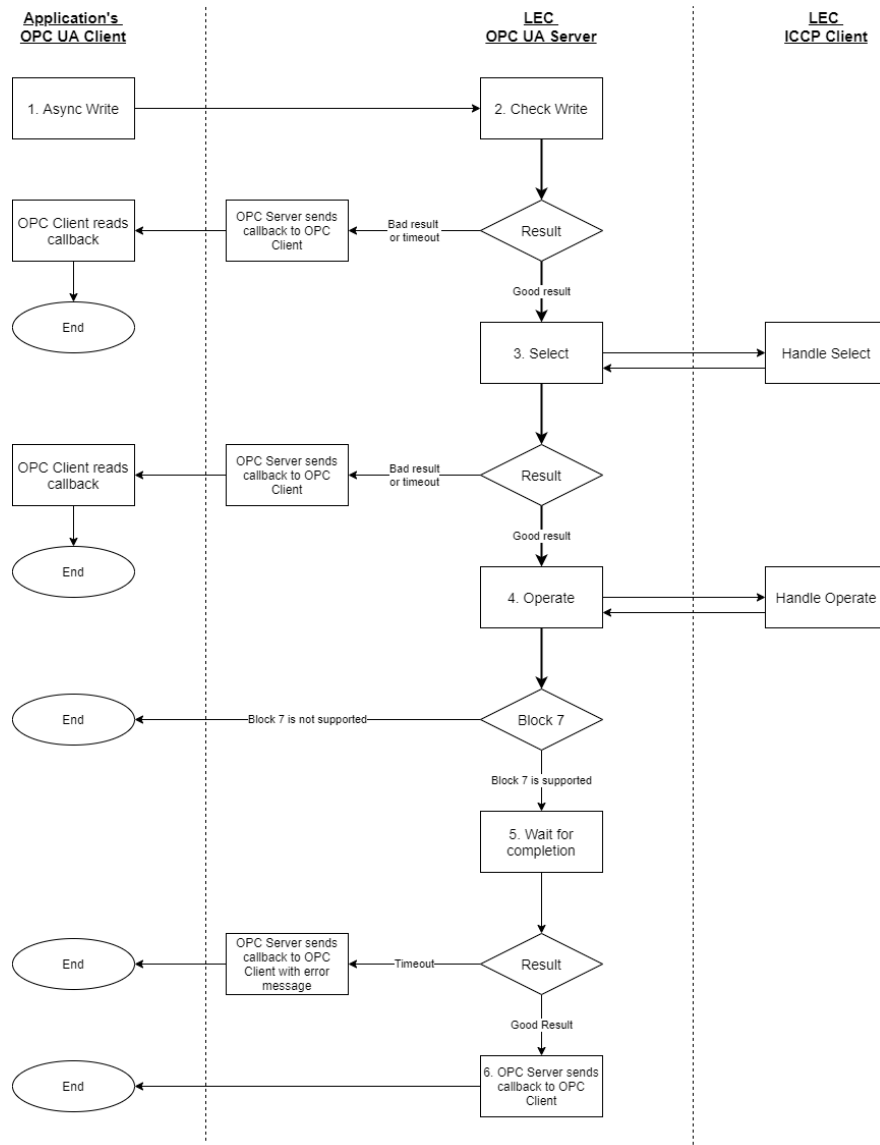 Application's
OPC UA Client
LEC
OPC UA Server
LEC
ICCP Client
1. Async Write
2. Check Write
OPC Client reads
callback
OPC Server sends
callback to OPC
Client
Bad result
or timeout
Result
End
Good result
3. Select
Handle Select
OPC Client reads
callback
OPC Server sends
callback to OPC
Client
Bad result
or timeout
Result
End
Good result
4. Operate
Handle Operate
End
Block 7 is not supported
Block 7
Block 7 is supported
5. Wait for
completion
End
OPC Server sends
callback to OPC
Client with error
message
Timeout
Result
Good Result
End
6. OPC Server sends
callback to OPC
Client